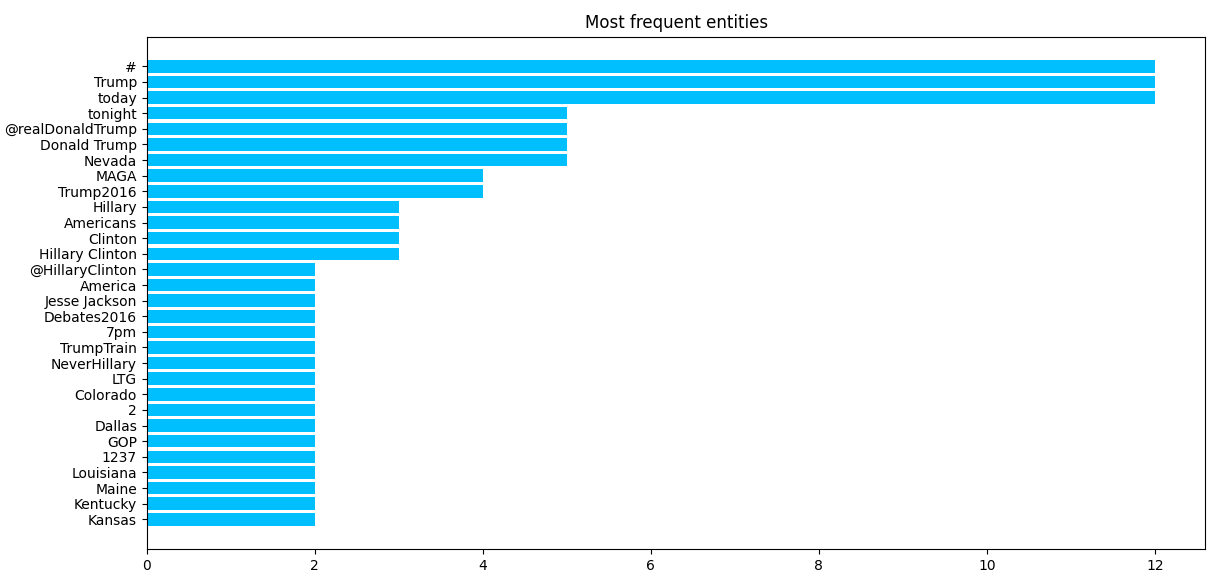 Most frequent entities
#
Trump
today
tonight
@realDonaldTrump
Donald Trump
Nevada
MAGA
Trump2016
Hillary
Americans
Clinton
Hillary Clinton
@HillaryClinton
America
Jesse Jackson
Debates2016
7pm
TrumpTrain
NeverHillary
LTG
Colorado
2
Dallas
GOP
1237
Louisiana
Maine
Kentucky
Kansas
0 2 4 6 8 10 12